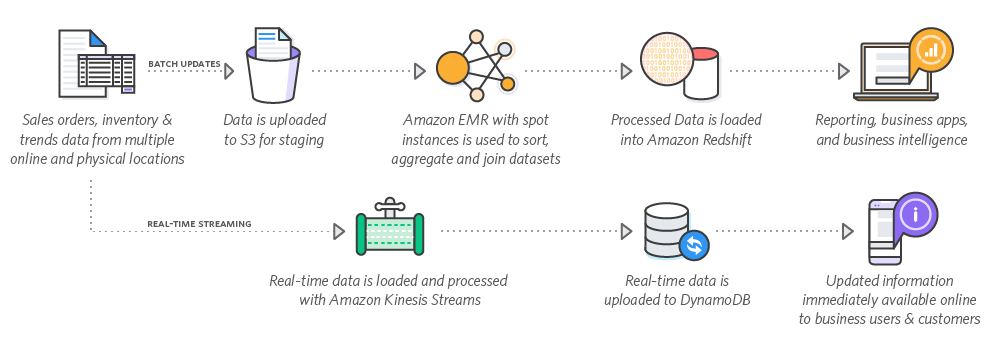 BATCH UPDATES
Sales orders, inventory &
trends data from multiple
online and physical locations
Data is uploaded
to S3 for staging
Amazon EMR with spot
instances is used to sort,
aggregate and join datasets
Processed Data is loaded
into Amazon Redshift
Reporting, business apps,
and business intelligence
REAL-TIME STREAMING
Real-time data is loaded and processed
with Amazon Kinesis Streams
Real-time data is
uploaded to DynamoDB
Updated information
immediately available online
to business users & customers